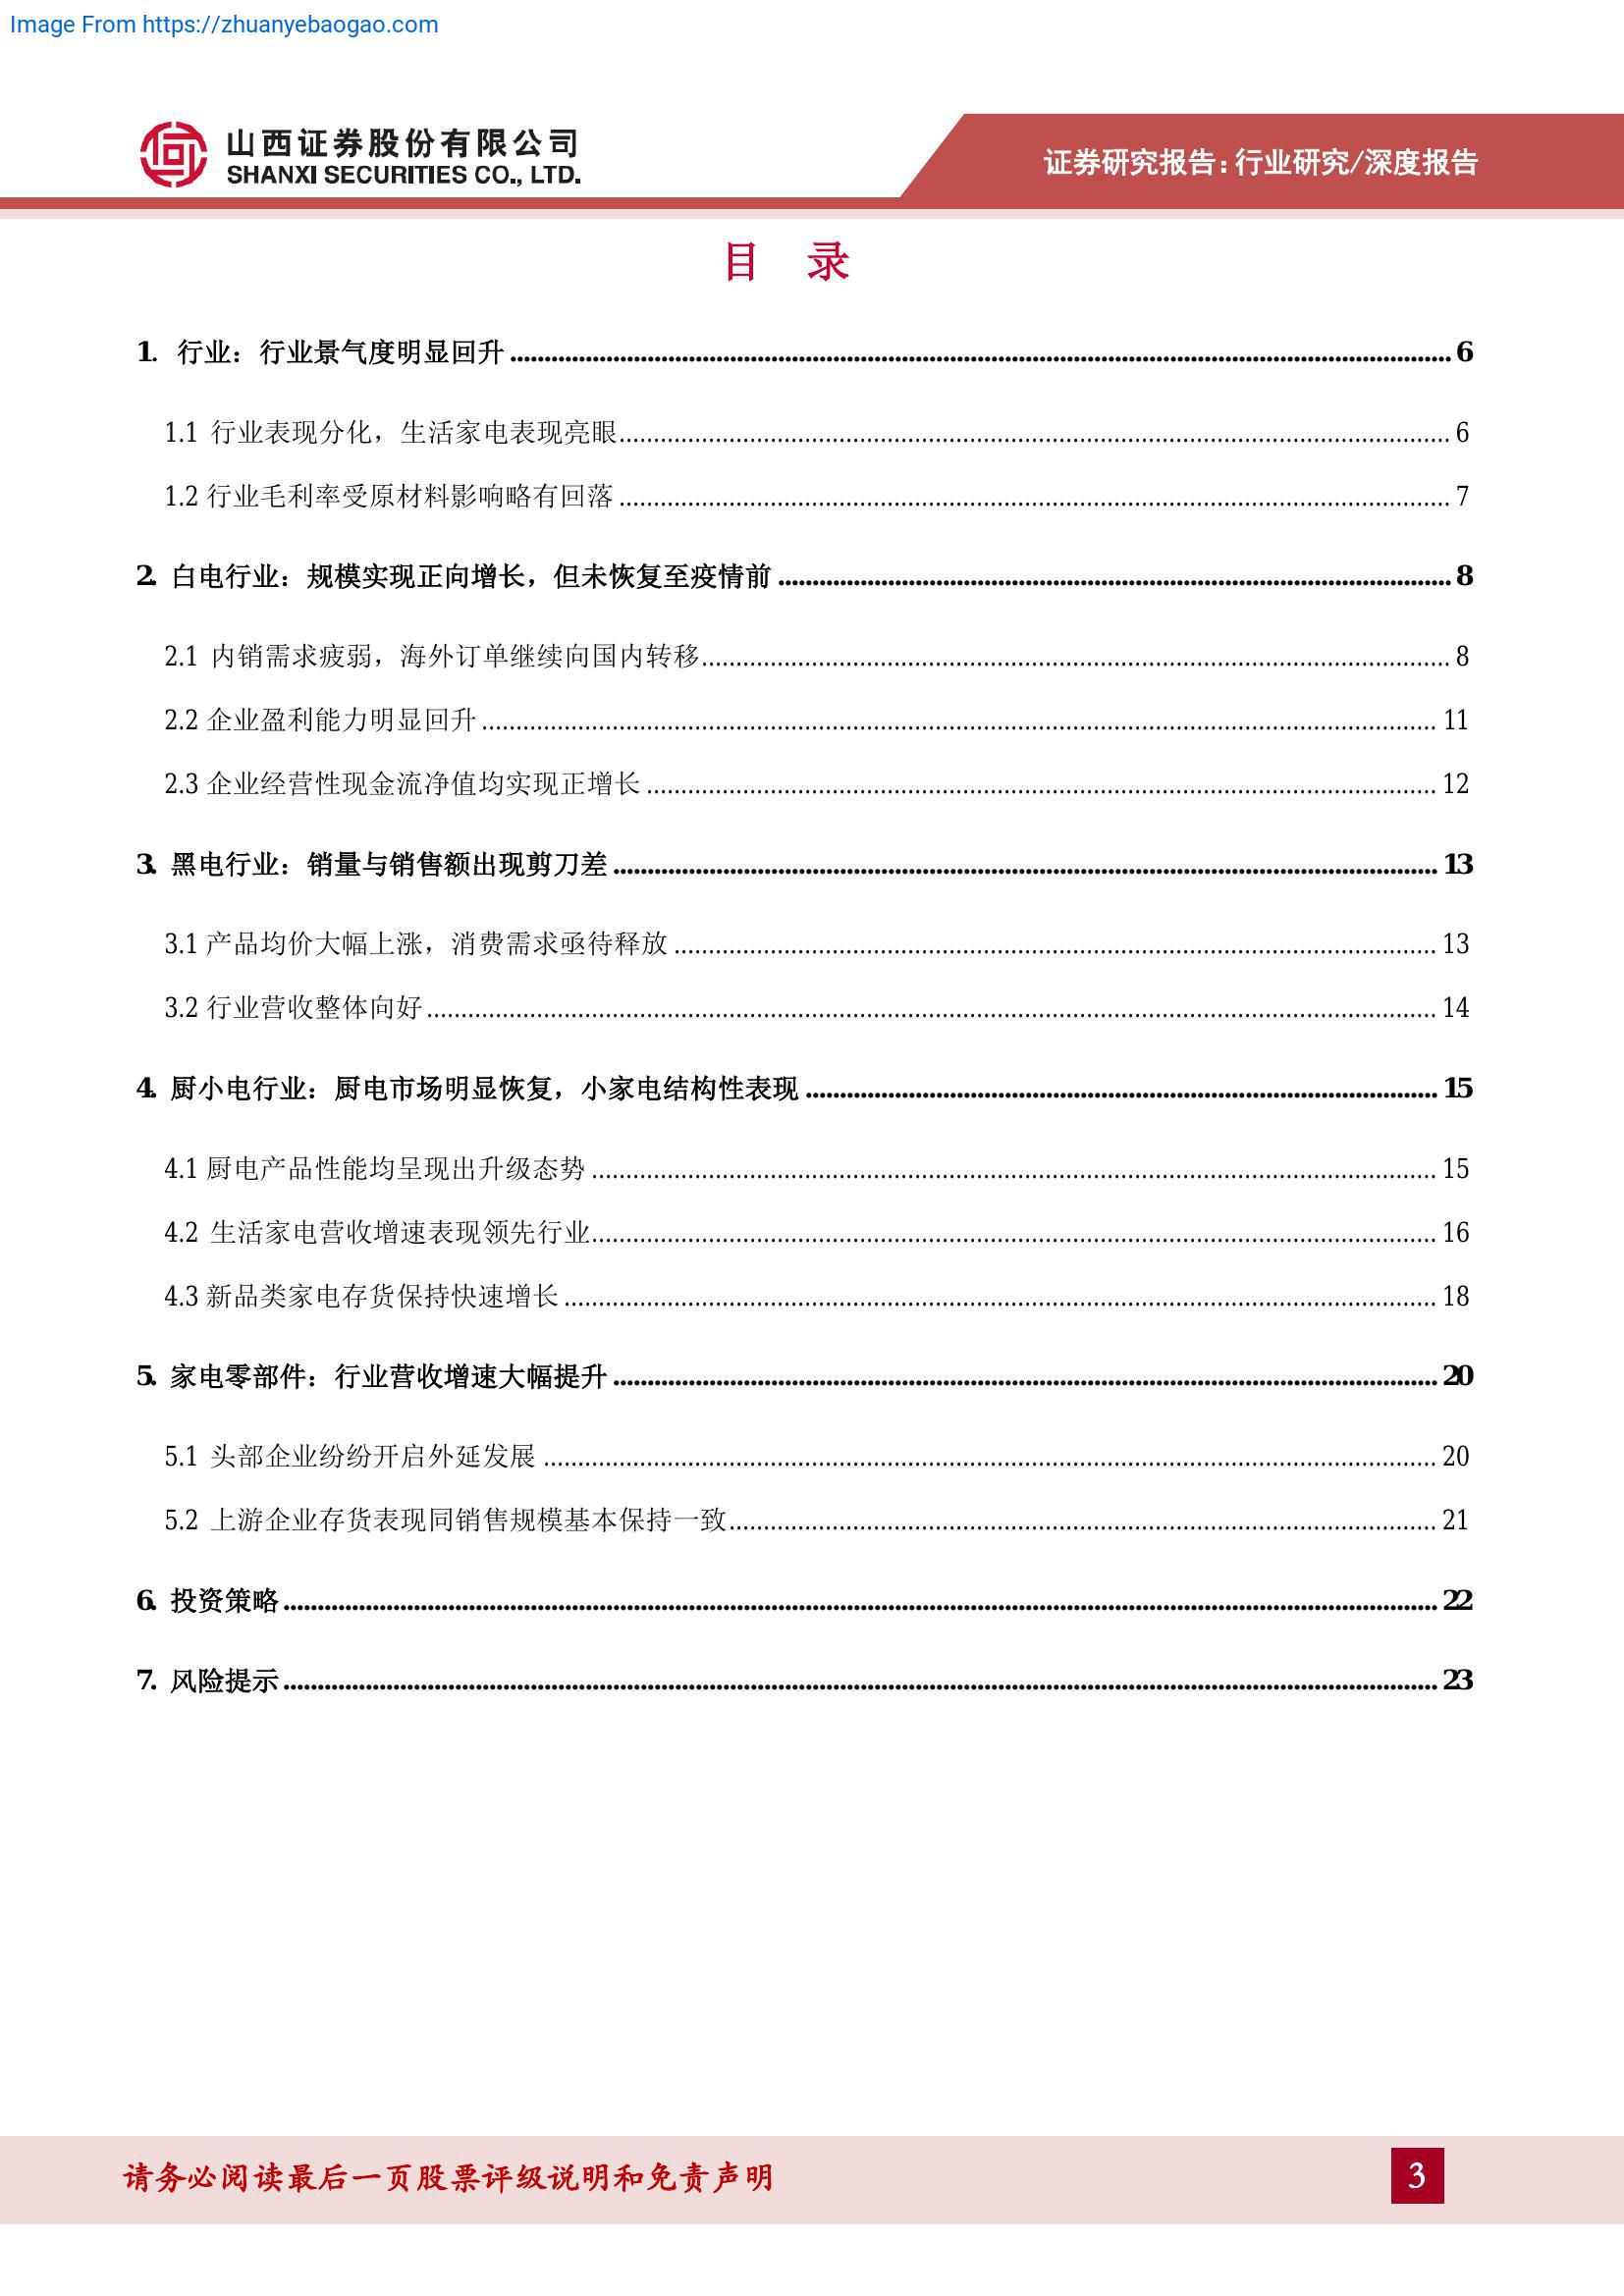 Image From https://zhuanyebaogao.com
山西证券股份有限公司
SHANXI SECURITIES CO., LTD.
证券研究报告：行业研究/深度报告
目 录
1. 行业：行业景气度明显回升 6
1.1 行业表现分化，生活家电表现亮眼 6
1.2 行业毛利率受原材料影响略有回落 7
2. 白电行业：规模实现正向增长，但未恢复至疫情前 8
2.1 内销需求疲弱，海外订单继续向国内转移 8
2.2 企业盈利能力明显回升 11
2.3 企业经营性现金流净值均实现正增长 12
3. 黑电行业：销量与销售额出现剪刀差 13
3.1 产品均价大幅上涨，消费需求亟待释放 13
3.2 行业营收整体向好 14
4. 厨小电行业：厨电市场明显恢复，小家电结构性表现 15
4.1 厨电产品性能均呈现出升级态势 15
4.2 生活家电营收增速表现领先行业 16
4.3 新品类家电存货保持快速增长 18
5. 家电零部件：行业营收增速大幅提升 20
5.1 头部企业纷纷开启外延发展 20
5.2 上游企业存货表现同销售规模基本保持一致 21
6. 投资策略 22
7. 风险提示 23
请务必阅读最后一页股票评级说明和免责声明
3